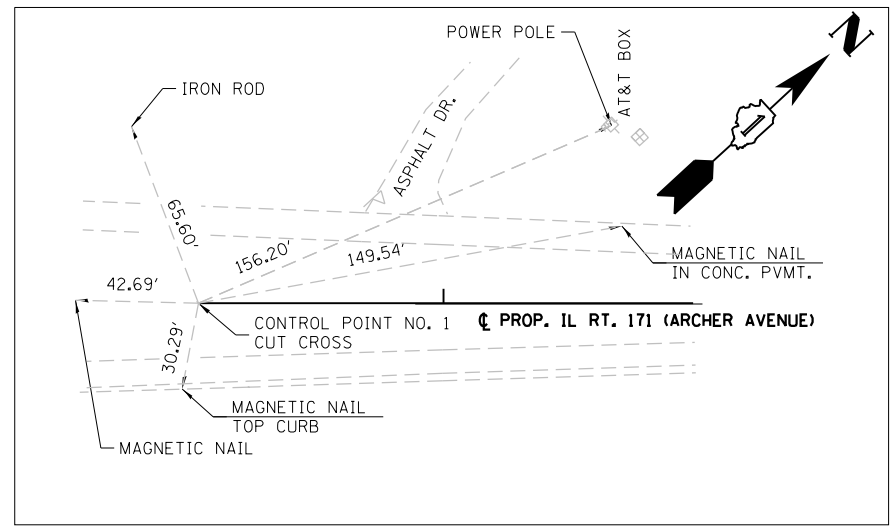 POWER POLE
AT&T BOX
N
IRON ROD
ASPHALT DR.
65.60'
156.20'
149.54'
MAGNETIC NAIL
IN CONC. PVMT.
42.69'
CONTROL POINT NO. 1
CUT CROSS
℄ PROP. IL RT. 171 (ARCHER AVENUE)
30.29'
MAGNETIC NAIL
TOP CURB
MAGNETIC NAIL